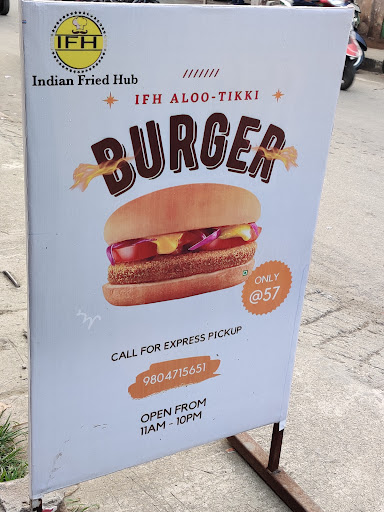 IFH
Indian Fried Hub
IFH ALOO-TIKKI
BURGER
ONLY
@57
CALL FOR EXPRESS PICKUP
9804715651
OPEN FROM
11AM - 10PM